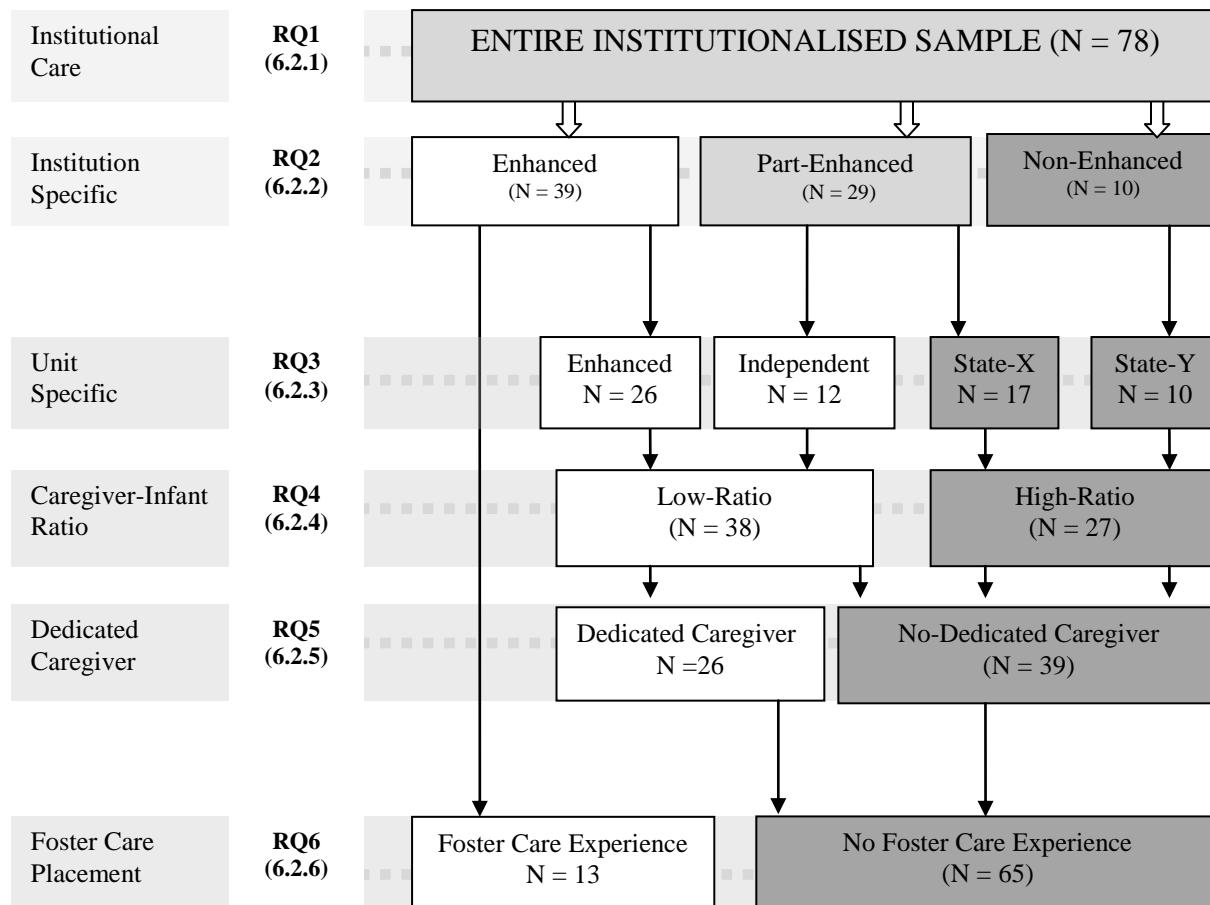 Institutional
Care
RQ1
(6.2.1)
ENTIRE INSTITUTIONALISED SAMPLE (N = 78)
Institution
Specific
RQ2
(6.2.2)
Enhanced
(N = 39)
Part-Enhanced
(N = 29)
Non-Enhanced
(N = 10)
Unit
Specific
RQ3
(6.2.3)
Enhanced
N = 26
Independent
N = 12
State-X
N = 17
State-Y
N = 10
Caregiver-Infant
Ratio
RQ4
(6.2.4)
Low-Ratio
(N = 38)
High-Ratio
(N = 27)
Dedicated
Caregiver
RQ5
(6.2.5)
Dedicated Caregiver
N =26
No-Dedicated Caregiver
(N = 39)
Foster Care
Placement
RQ6
(6.2.6)
Foster Care Experience
N = 13
No Foster Care Experience
(N = 65)